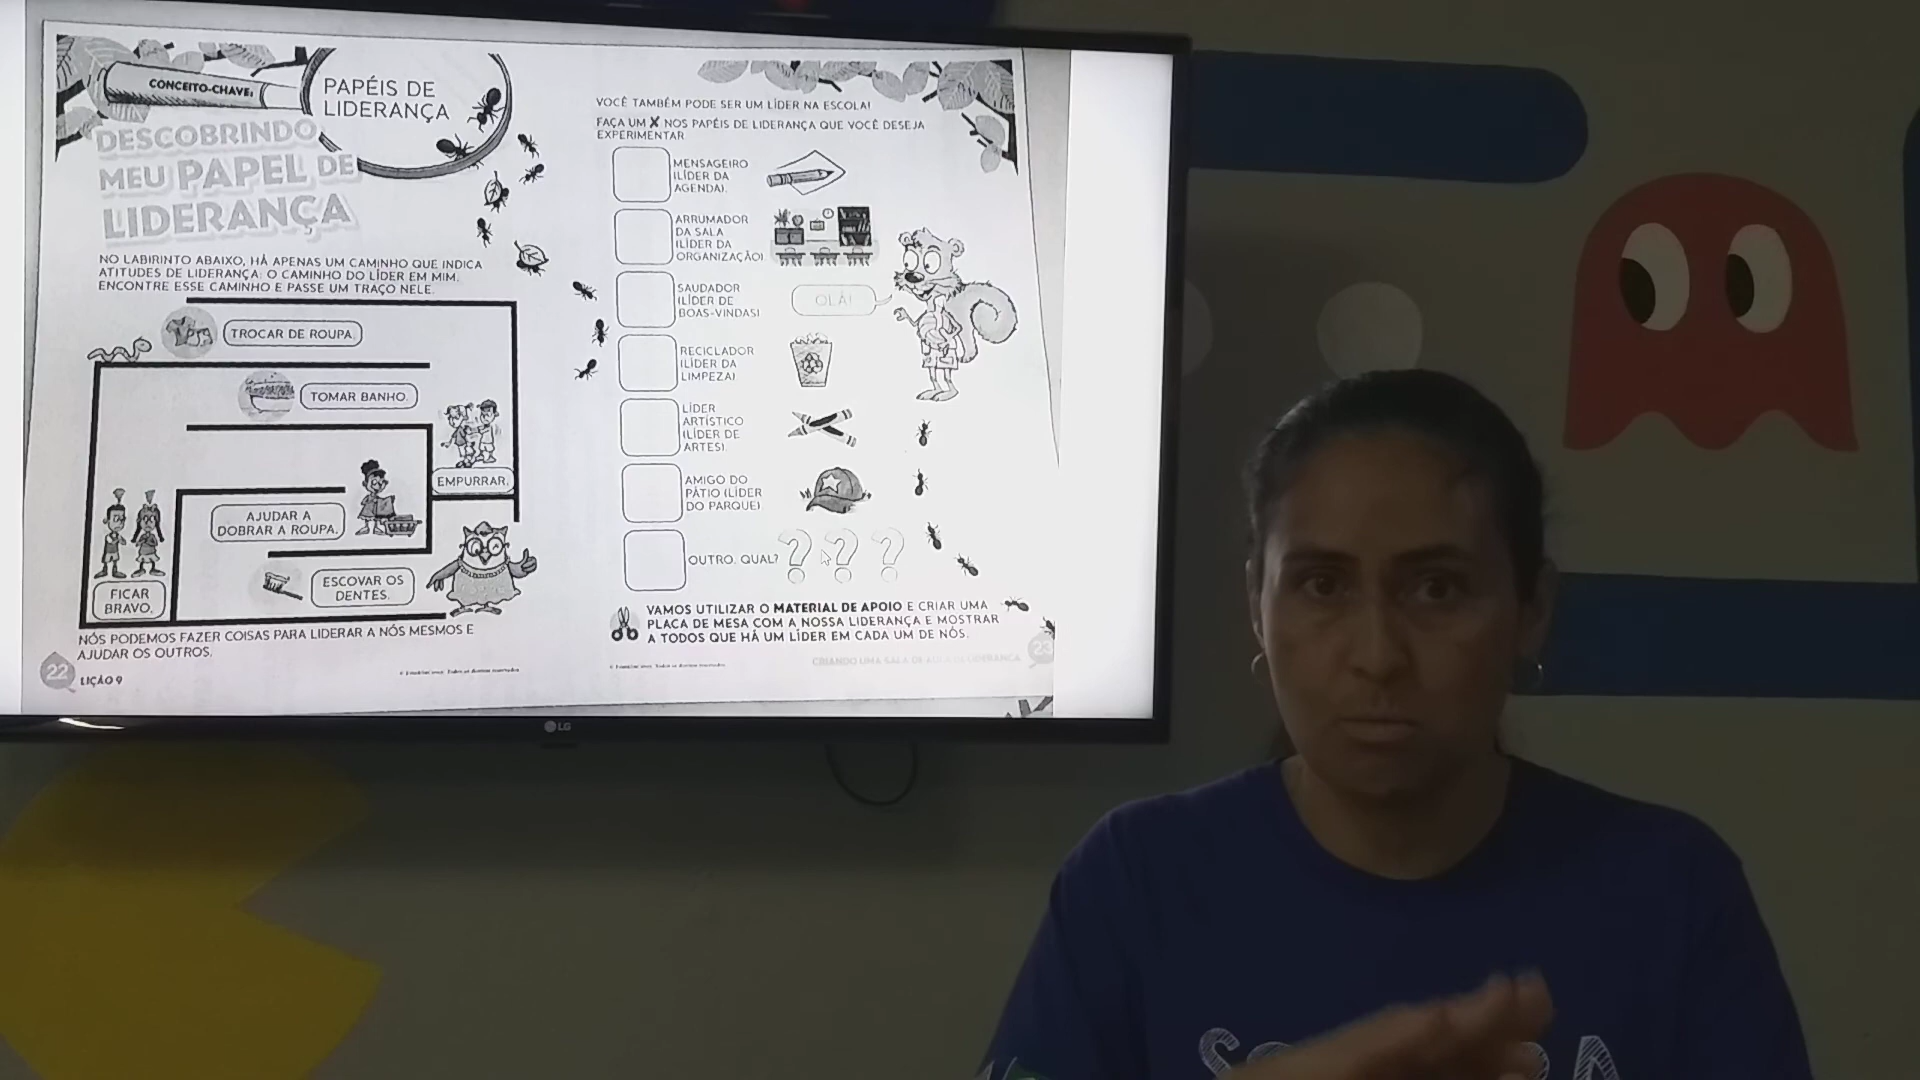 CONCEITO-CHAVE:
PAPÉIS DE
LIDERANÇA
DESCOBRINDO
MEU PAPEL DE
LIDERANÇA
NO LABIRINTO ABAIXO, HÁ APENAS UM CAMINHO QUE INDICA
ATITUDES DE LIDERANÇA: O CAMINHO DO LÍDER EM MIM.
ENCONTRE ESSE CAMINHO E PASSE UM TRAÇO NELE.
TROCAR DE ROUPA.
TOMAR BANHO.
EMPURRAR.
AJUDAR A
DOBRAR A ROUPA.
ESCOVAR OS
DENTES.
FICAR
BRAVO.
NÓS PODEMOS FAZER COISAS PARA LIDERAR A NÓS MESMOS E
AJUDAR OS OUTROS.
22
LIÇÃO 9
VOCÊ TAMBÉM PODE SER UM LÍDER NA ESCOLA!
FAÇA UM X NOS PAPÉIS DE LIDERANÇA QUE VOCÊ DESEJA
EXPERIMENTAR
MENSAGEIRO
(LÍDER DA
AGENDA).
ARRUMADOR
DA SALA
(LÍDER DA
ORGANIZAÇÃO)
SAUDADOR
(LÍDER DE
BOAS-VINDAS)
OLÁ!
RECICLADOR
(LÍDER DA
LIMPEZA)
LÍDER
ARTÍSTICO
(LÍDER DE
ARTES)
AMIGO DO
PÁTIO (LÍDER
DO PARQUE)
OUTRO. QUAL? ? ? ?
VAMOS UTILIZAR O MATERIAL DE APOIO E CRIAR UMA
PLACA DE MESA COM A NOSSA LIDERANÇA E MOSTRAR
A TODOS QUE HÁ UM LÍDER EM CADA UM DE NÓS.
CRIANDO UMA SALA DE AULA DE LIDERANÇA
23
LG